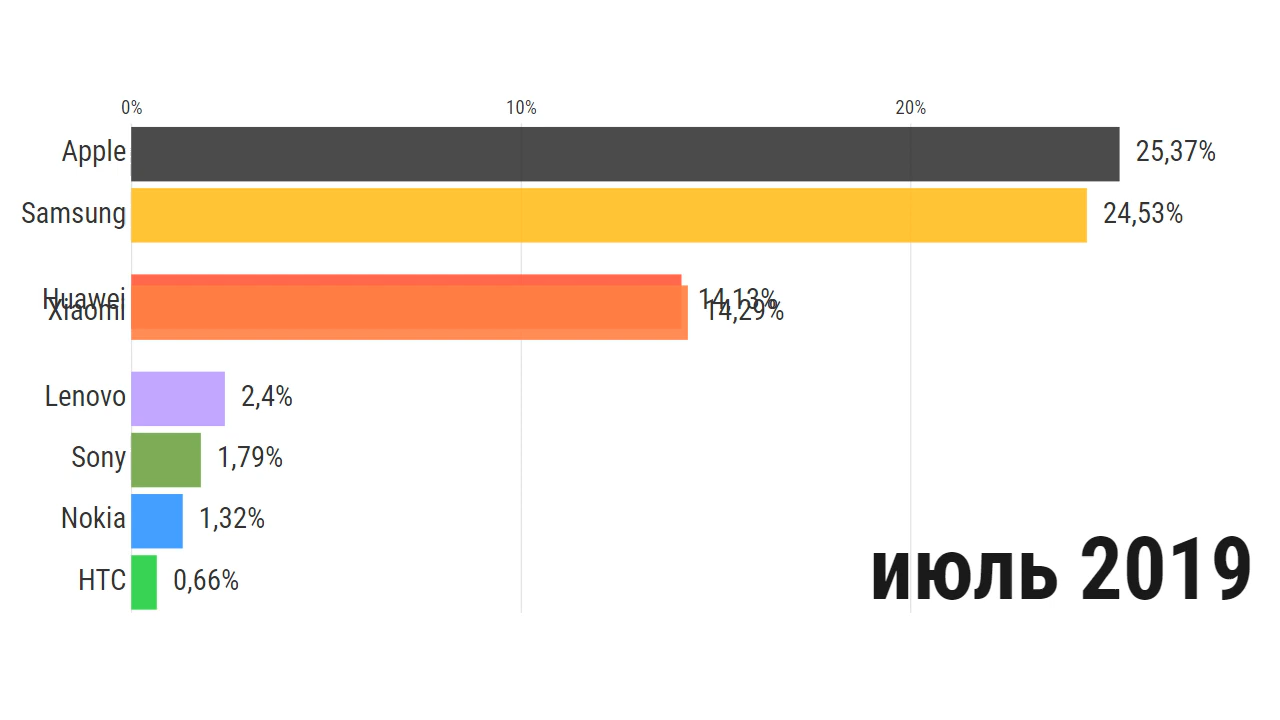 0% 10% 20%
Apple 25,37%
Samsung 24,53%
Huawei 14,13%
Xiaomi 14,29%
Lenovo 2,4%
Sony 1,79%
Nokia 1,32%
HTC 0,66%
июль 2019